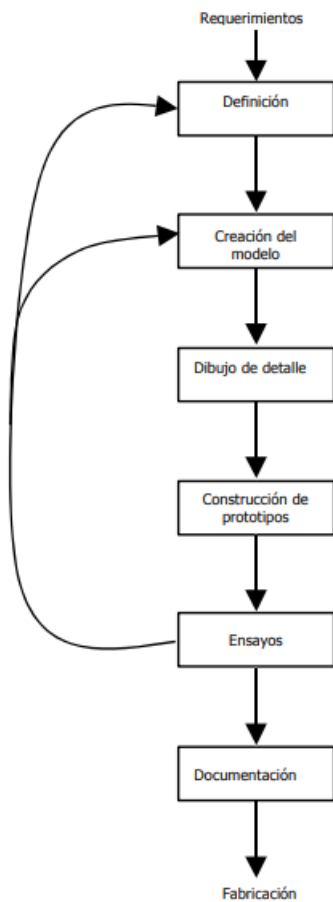 Requerimientos
Definición
Creación del
modelo
Dibujo de detalle
Construcción de
prototipos
Ensayos
Documentación
Fabricación